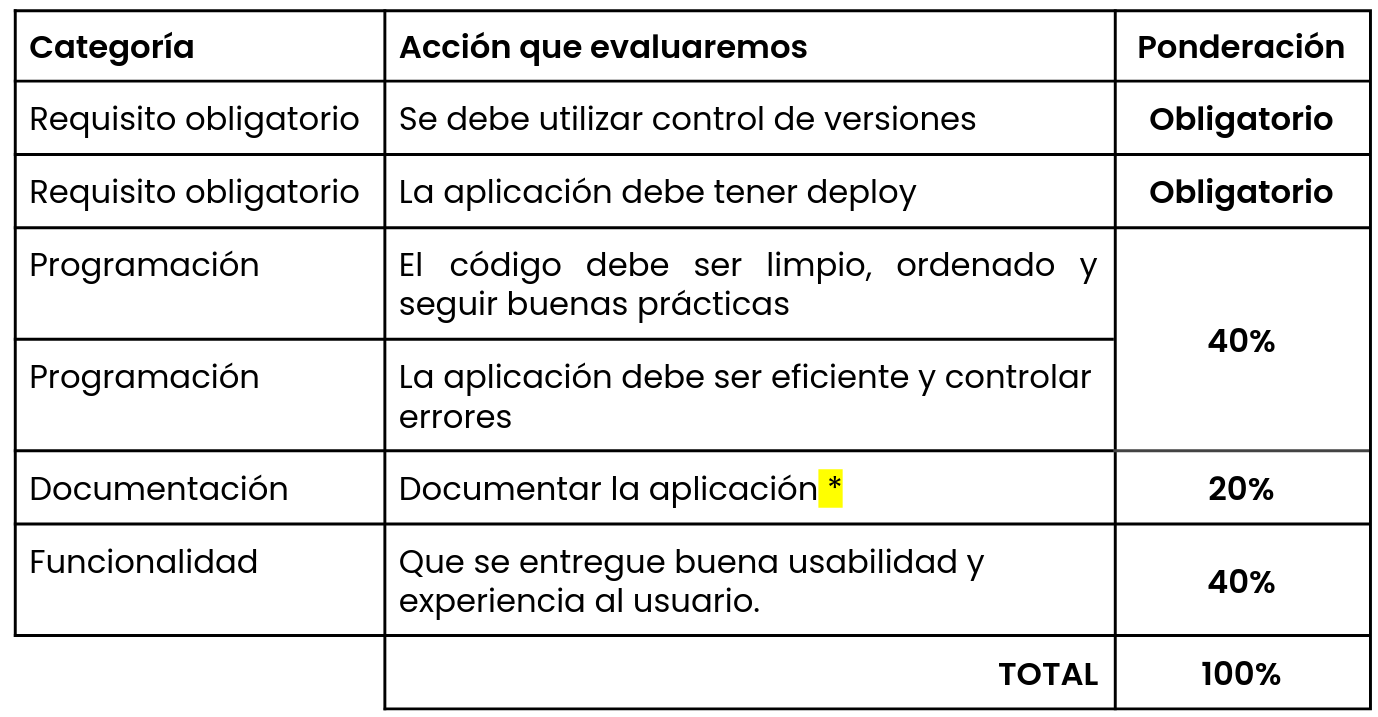 Categoría Acción que evaluaremos Ponderación
Requisito obligatorio Se debe utilizar control de versiones Obligatorio
Requisito obligatorio La aplicación debe tener deploy Obligatorio
Programación El código debe ser limpio, ordenado y
seguir buenas prácticas
40%
Programación La aplicación debe ser eficiente y controlar
errores
Documentación Documentar la aplicación * 20%
Funcionalidad Que se entregue buena usabilidad y
experiencia al usuario.
40%
TOTAL 100%